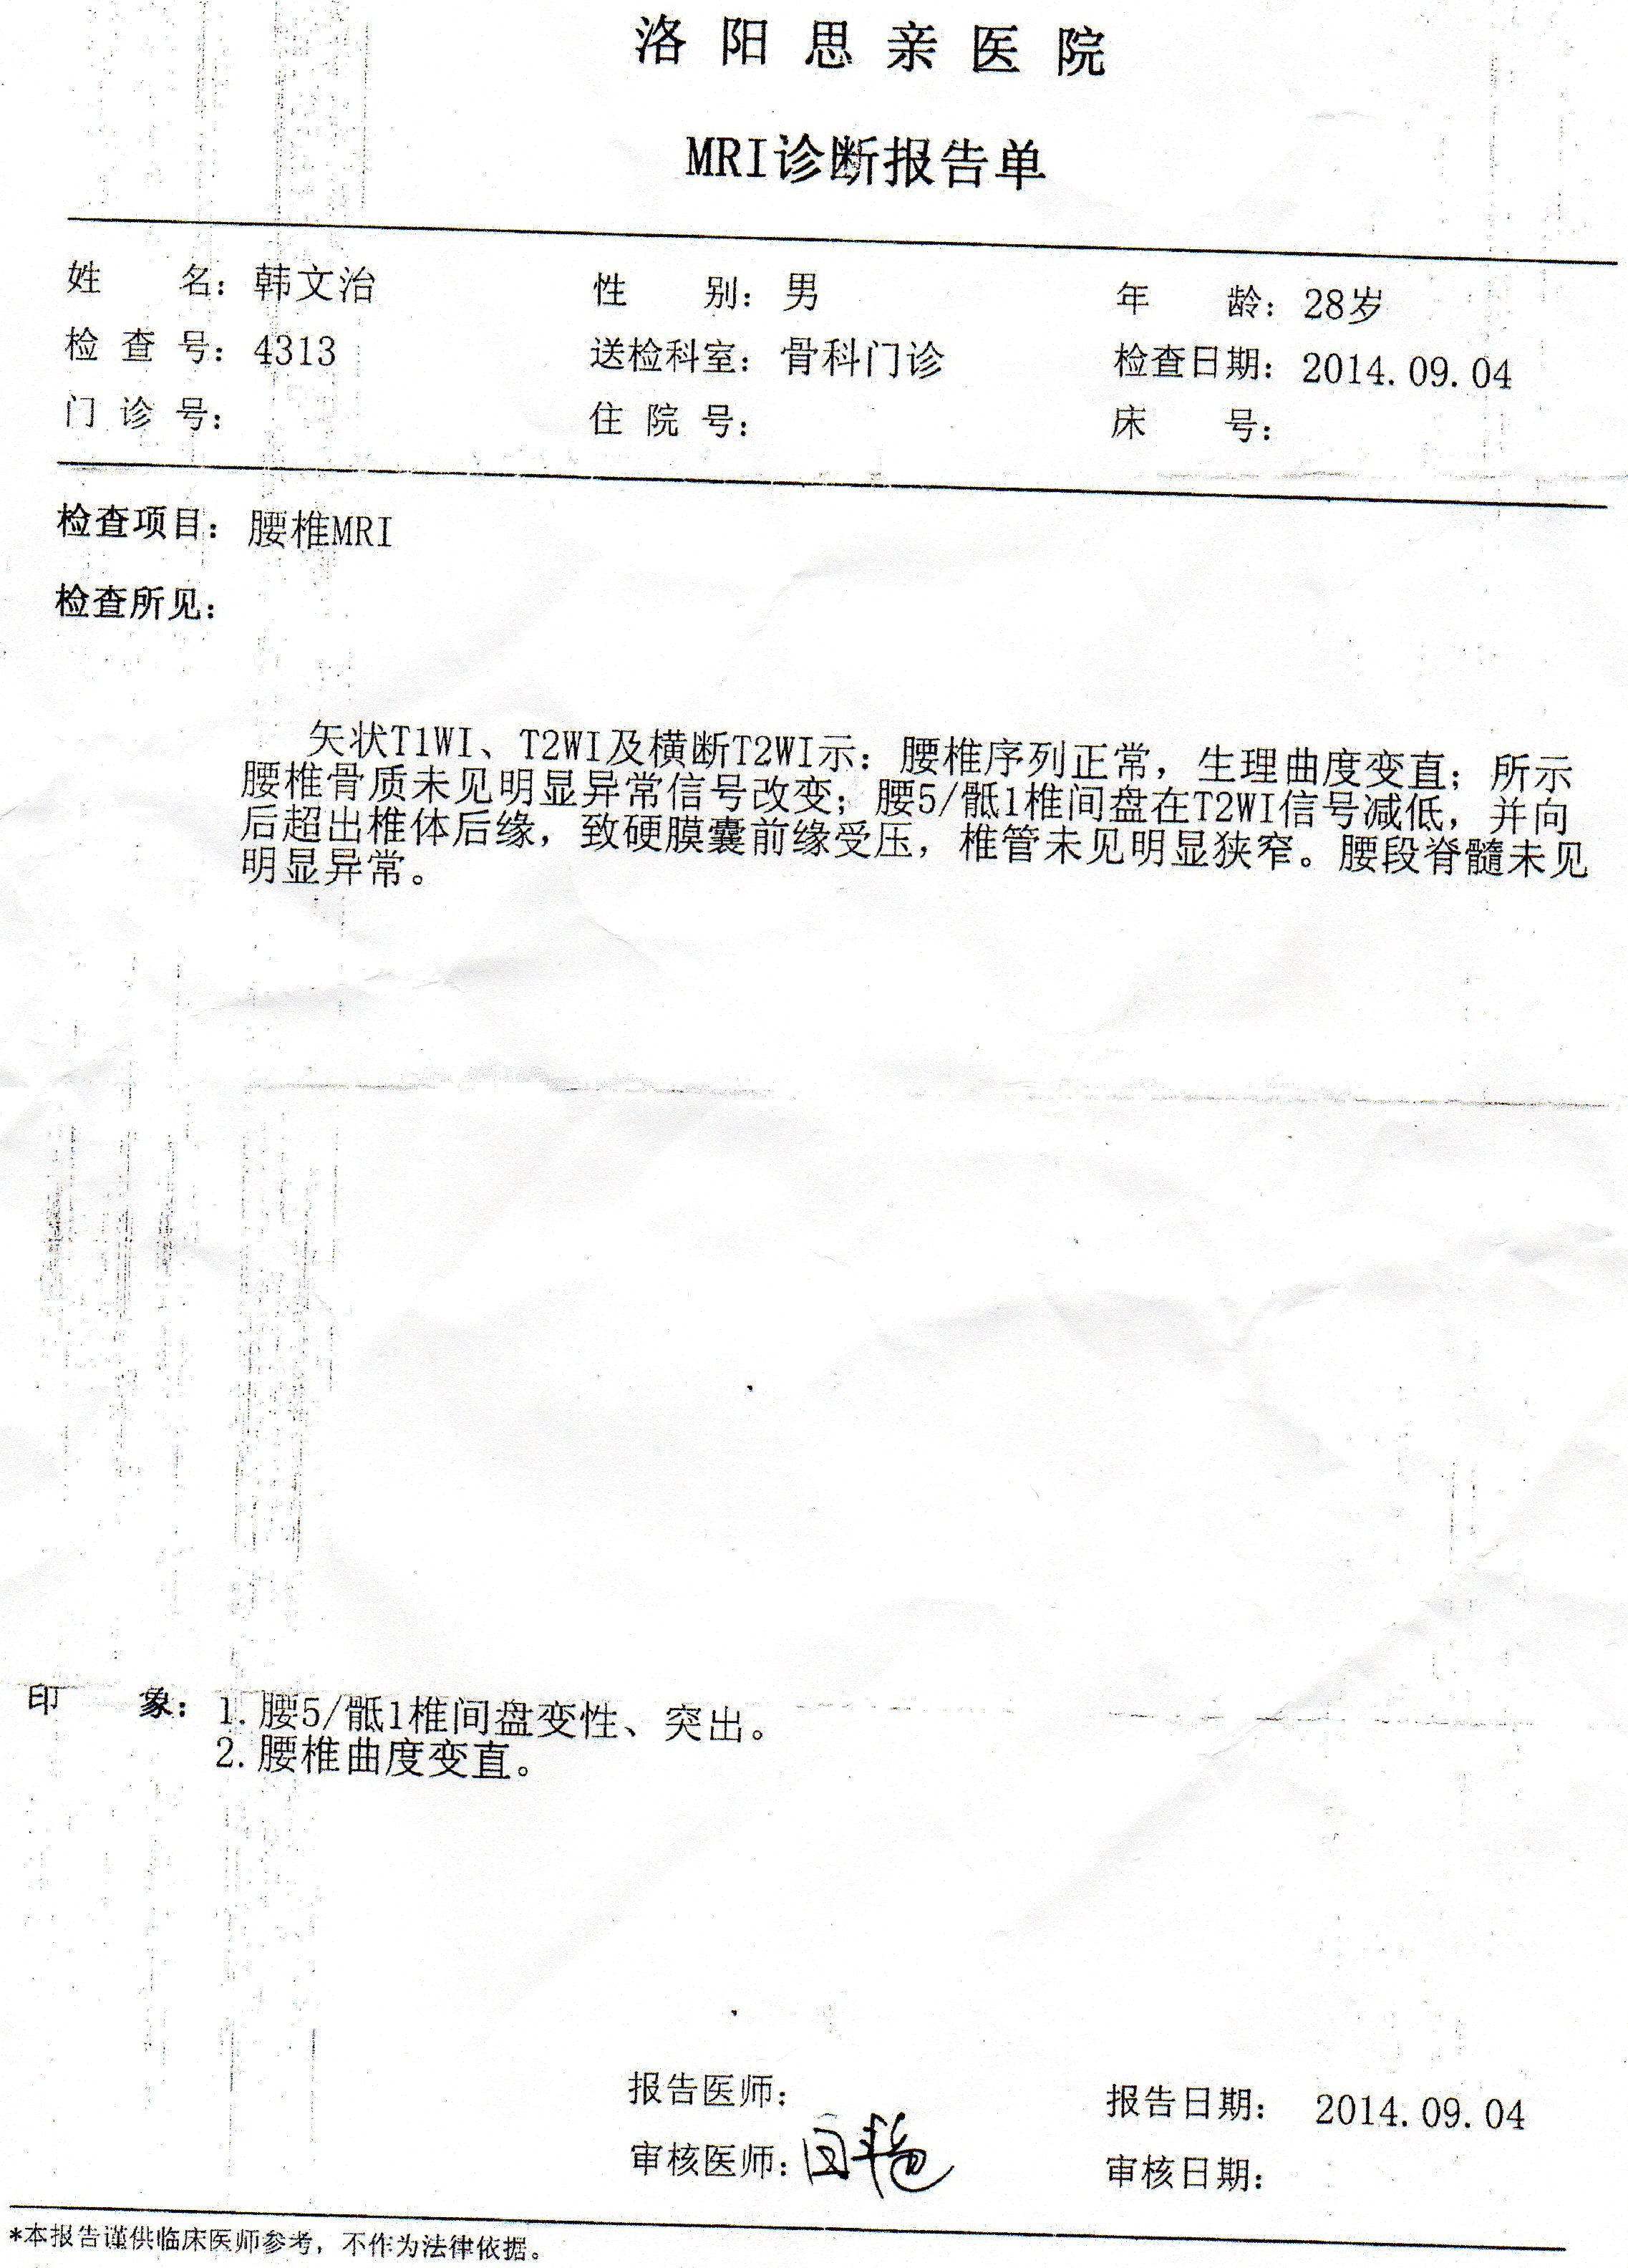 洛阳思亲医院
MRI诊断报告单
姓名：韩文治 性别：男 年龄：28岁
检查号：4313 送检科室：骨科门诊 检查日期：2014.09.04
门诊号： 住院号： 床号：
检查项目：腰椎MRI
检查所见：
矢状T1WI、T2WI及横断T2WI示：腰椎序列正常，生理曲度变直；所示
腰椎骨质未见明显异常信号改变；腰5/骶1椎间盘在T2WI信号减低，并向
后超出椎体后缘，致硬膜囊前缘受压，椎管未见明显狭窄。腰段脊髓未见
明显异常。
印象：1.腰5/骶1椎间盘变性、突出。
2.腰椎曲度变直。
报告医师： 报告日期：2014.09.04
审核医师： 审核日期：
*本报告谨供临床医师参考，不作为法律依据。